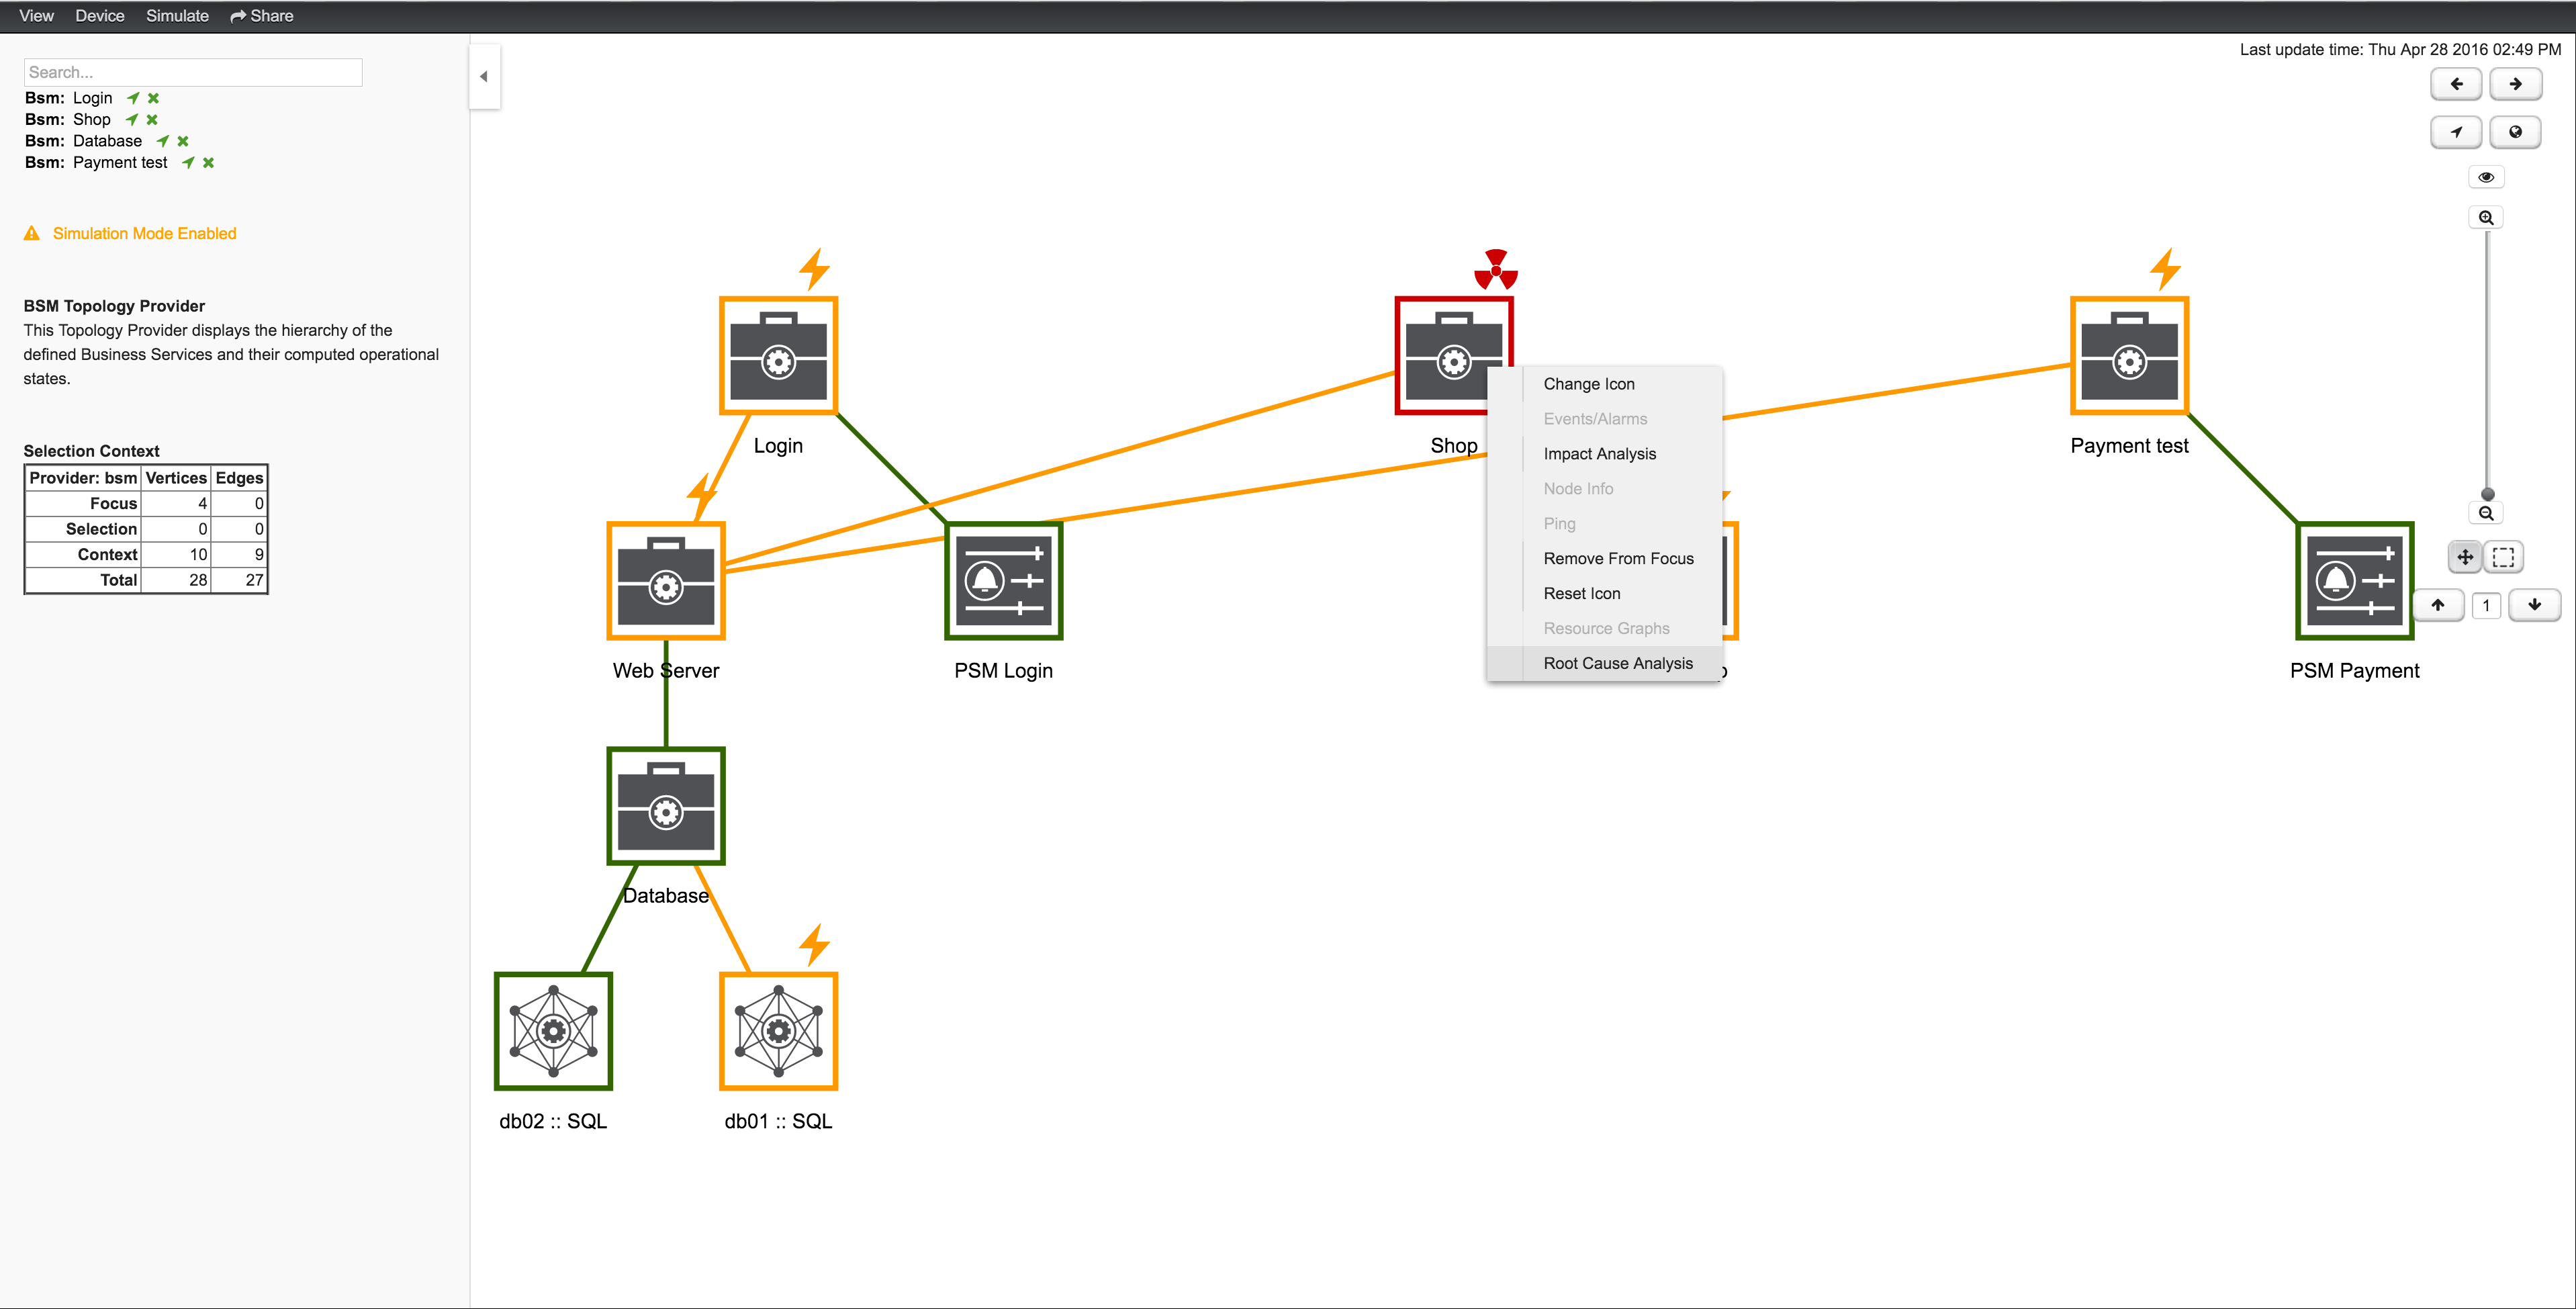 View Device Simulate Share
Last update time: Thu Apr 28 2016 02:49 PM
Search...
Bsm: Login
Bsm: Shop
Bsm: Database
Bsm: Payment test
Simulation Mode Enabled
BSM Topology Provider
This Topology Provider displays the hierarchy of the
defined Business Services and their computed operational
states.
Selection Context
Provider: bsm Vertices Edges
Focus 4 0
Selection 0 0
Context 10 9
Total 28 27
Login
Shop
Payment test
Change Icon
Events/Alarms
Impact Analysis
Node Info
Ping
Remove From Focus
Reset Icon
Resource Graphs
Root Cause Analysis
1
Web Server
PSM Login
PSM Payment
Database
db02 :: SQL
db01 :: SQL